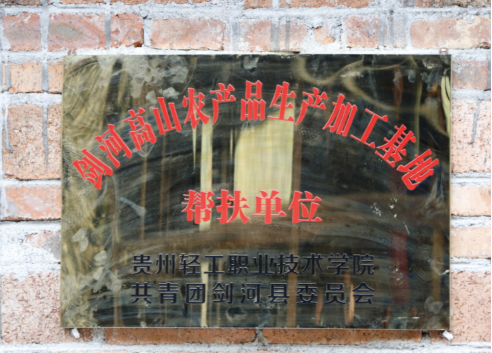 剑河高山农产品生产加工基地
帮扶单位
贵州轻工职业技术学院
共青团剑河县委员会